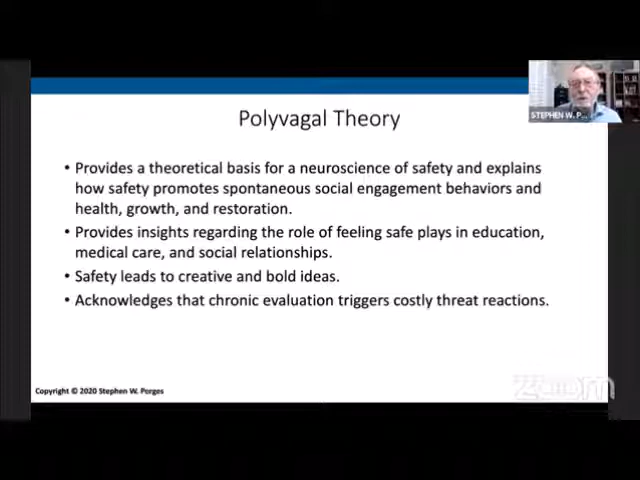 STEPHEN W. P...
Polyvagal Theory
• Provides a theoretical basis for a neuroscience of safety and explains
how safety promotes spontaneous social engagement behaviors and
health, growth, and restoration.
• Provides insights regarding the role of feeling safe plays in education,
medical care, and social relationships.
• Safety leads to creative and bold ideas.
• Acknowledges that chronic evaluation triggers costly threat reactions.
Copyright © 2020 Stephen W. Porges
zoom